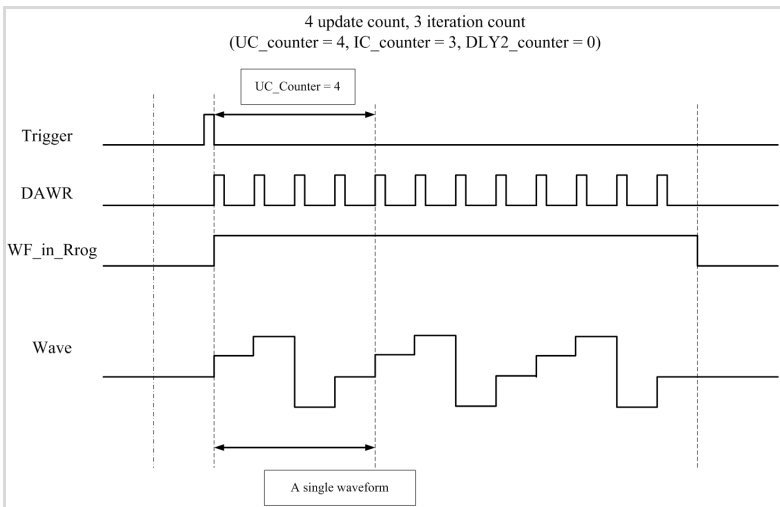 4 update count, 3 iteration count
(UC_counter = 4, IC_counter = 3, DLY2_counter = 0)
UC_Counter = 4
Trigger
DAWR
WF_in_Rrog
Wave
A single waveform